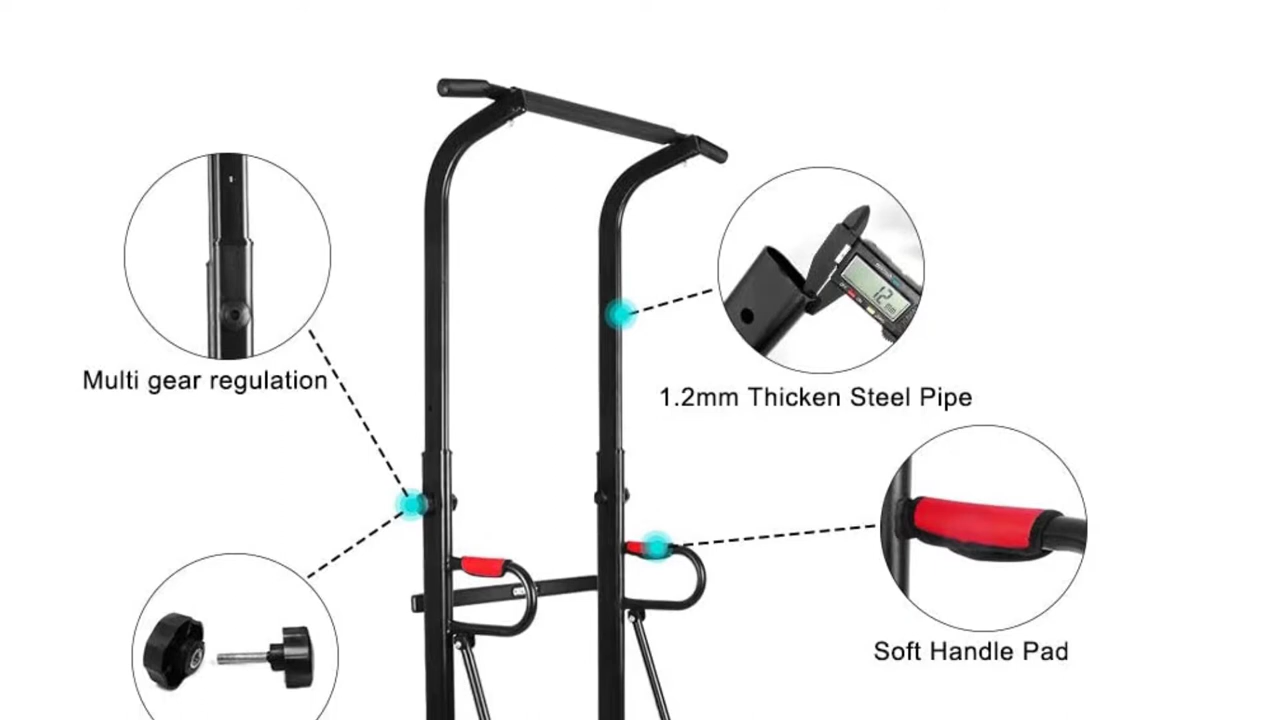 Multi gear regulation
1.2mm Thicken Steel Pipe
Soft Handle Pad